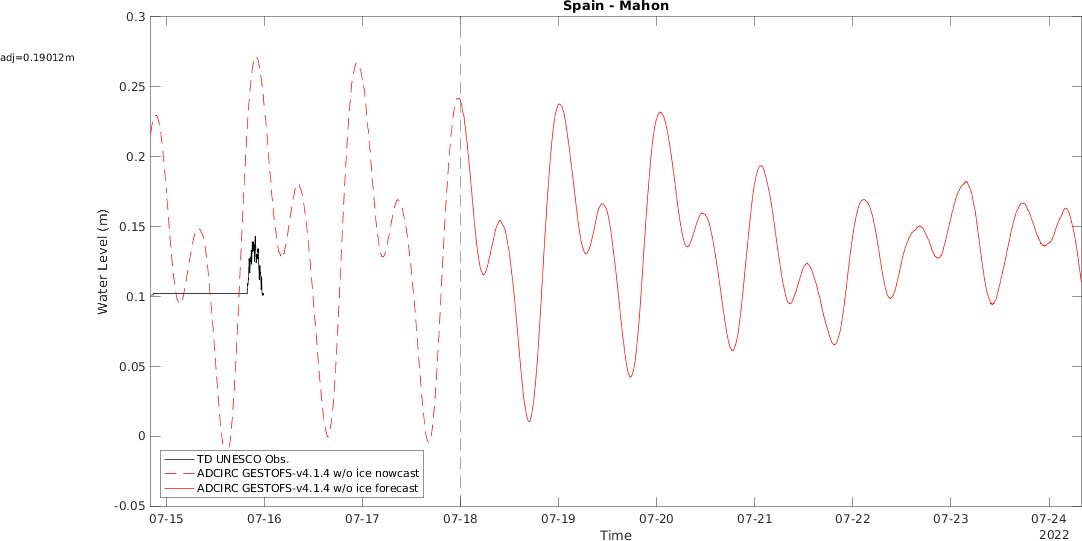 Spain - Mahon
adj=0.19012m
0.3
0.25
0.2
0.15
0.1
0.05
0
-0.05
Water Level (m)
TD UNESCO Obs.
ADCIRC GESTOFS-v4.1.4 w/o ice nowcast
ADCIRC GESTOFS-v4.1.4 w/o ice forecast
07-15 07-16 07-17 07-18 07-19 07-20 07-21 07-22 07-23 07-24
Time
2022